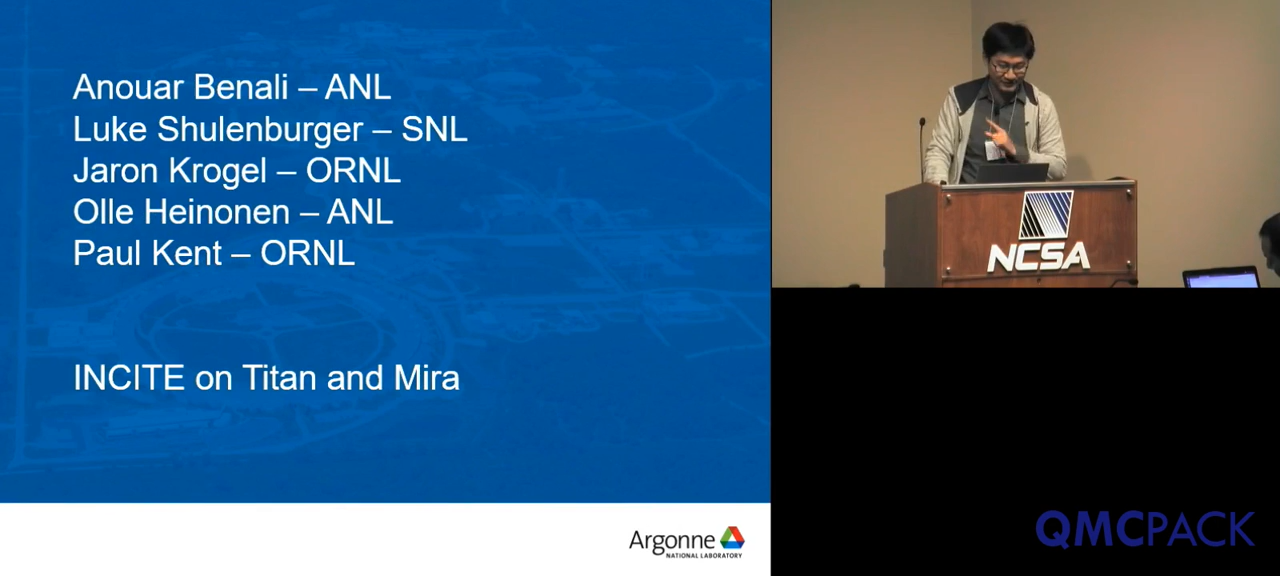 Anouar Benali – ANL
Luke Shulenburger – SNL
Jaron Krogel – ORNL
Olle Heinonen – ANL
Paul Kent – ORNL
INCITE on Titan and Mira
Argonne
NATIONAL LABORATORY
NCSA
QMCPACK